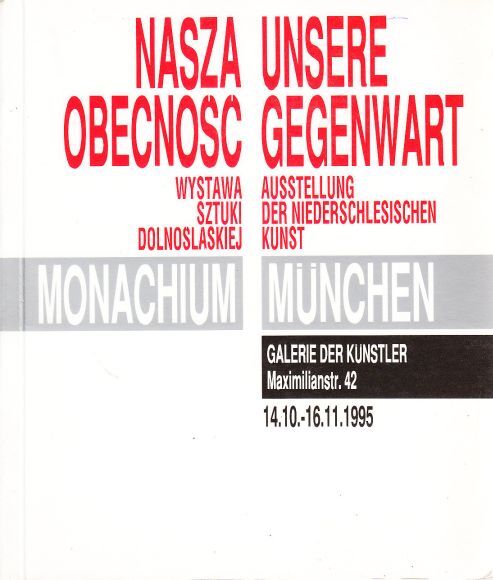 NASZA
OBECNOŚĆ
WYSTAWA
SZTUKI
DOLNOSLASKIEJ
MONACHIUM
UNSERE
GEGENWART
AUSSTELLUNG
DER NIEDERSCHLESISCHEN
KUNST
MÜNCHEN
GALERIE DER KUNSTLER
Maximilianstr. 42
14.10.-16.11.1995